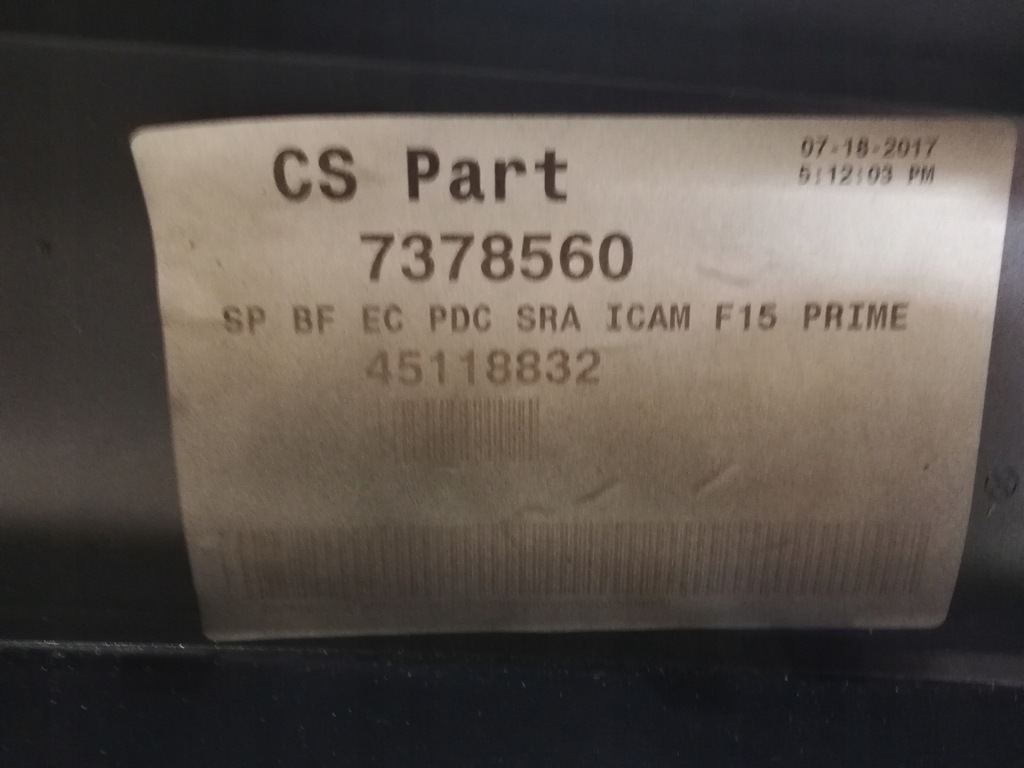 CS Part
07-18-2017
5:12:03 PM
7378560
SP BF EC PDC SRA ICAM F15 PRIME
45118832